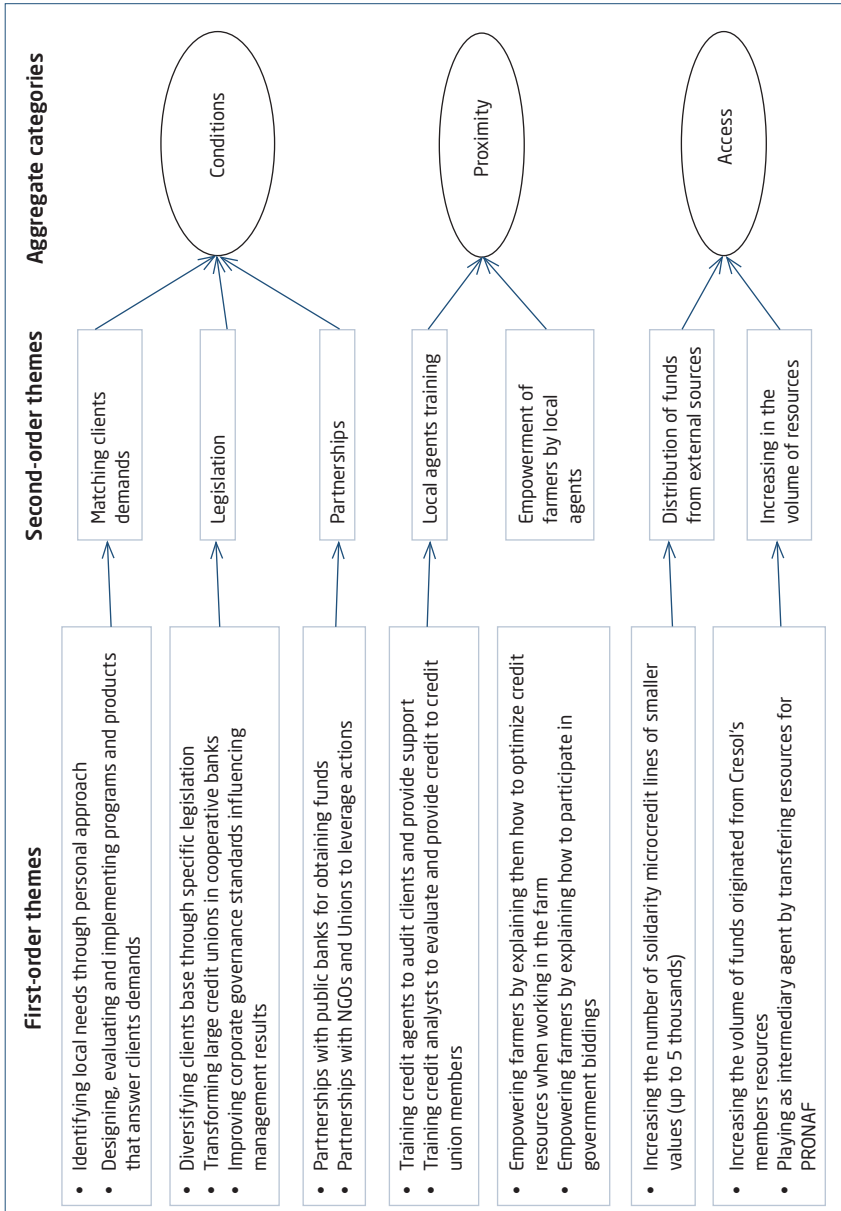 First-order themes
Second-order themes
Aggregate categories
• Identifying local needs through personal approach
• Designing, evaluating and implementing programs and products
that answer clients demands
Matching clients
demands
• Diversifying clients base through specific legislation
• Transforming large credit unions in cooperative banks
• Improving corporate governance standards influencing
management results
Legislation
Conditions
• Partnerships with public banks for obtaining funds
• Partnerships with NGOs and Unions to leverage actions
Partnerships
• Training credit agents to audit clients and provide support
• Training credit analysts to evaluate and provide credit to credit
union members
Local agents training
Proximity
• Empowering farmers by explaining them how to optimize credit
resources when working in the farm
• Empowering farmers by explaining how to participate in
government biddings
Empowerment of
farmers by local
agents
• Increasing the number of solidarity microcredit lines of smaller
values (up to 5 thousands)
Distribution of funds
from external sources
Access
• Increasing the volume of funds originated from Cresol's
members resources
• Playing as intermediary agent by transfering resources for
PRONAF
Increasing in the
volume of resources